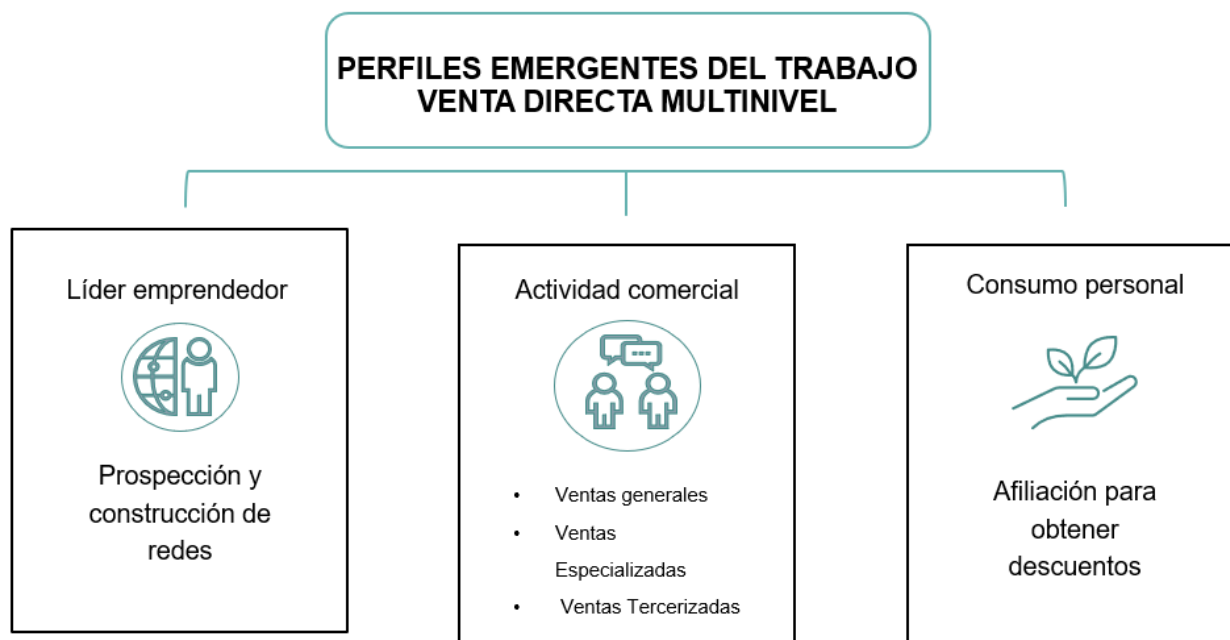 PERFILES EMERGENTES DEL TRABAJO
VENTA DIRECTA MULTINIVEL
Líder emprendedor
Prospección y
construcción de
redes
Actividad comercial
• Ventas generales
• Ventas
Especializadas
• Ventas Tercerizadas
Consumo personal
Afiliación para
obtener
descuentos